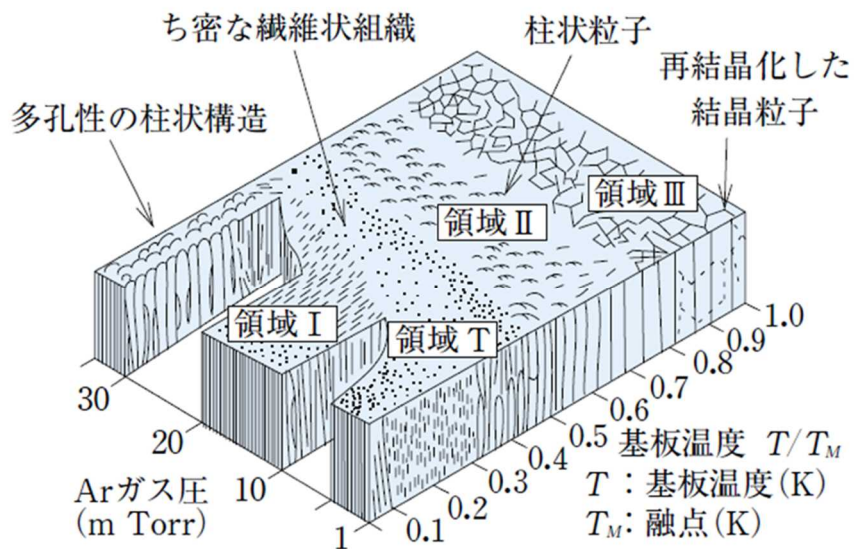 ち密な繊維状組織
柱状粒子
再結晶化した
結晶粒子
多孔性の柱状構造
領域Ⅲ
領域Ⅱ
領域Ⅰ
領域T
30
20
10
1
Arガス圧
(m Torr)
0.1
0.2
0.3
0.4
0.5
0.6
0.7
0.8
0.9
1.0
基板温度 T/TM
T：基板温度(K)
TM：融点(K)